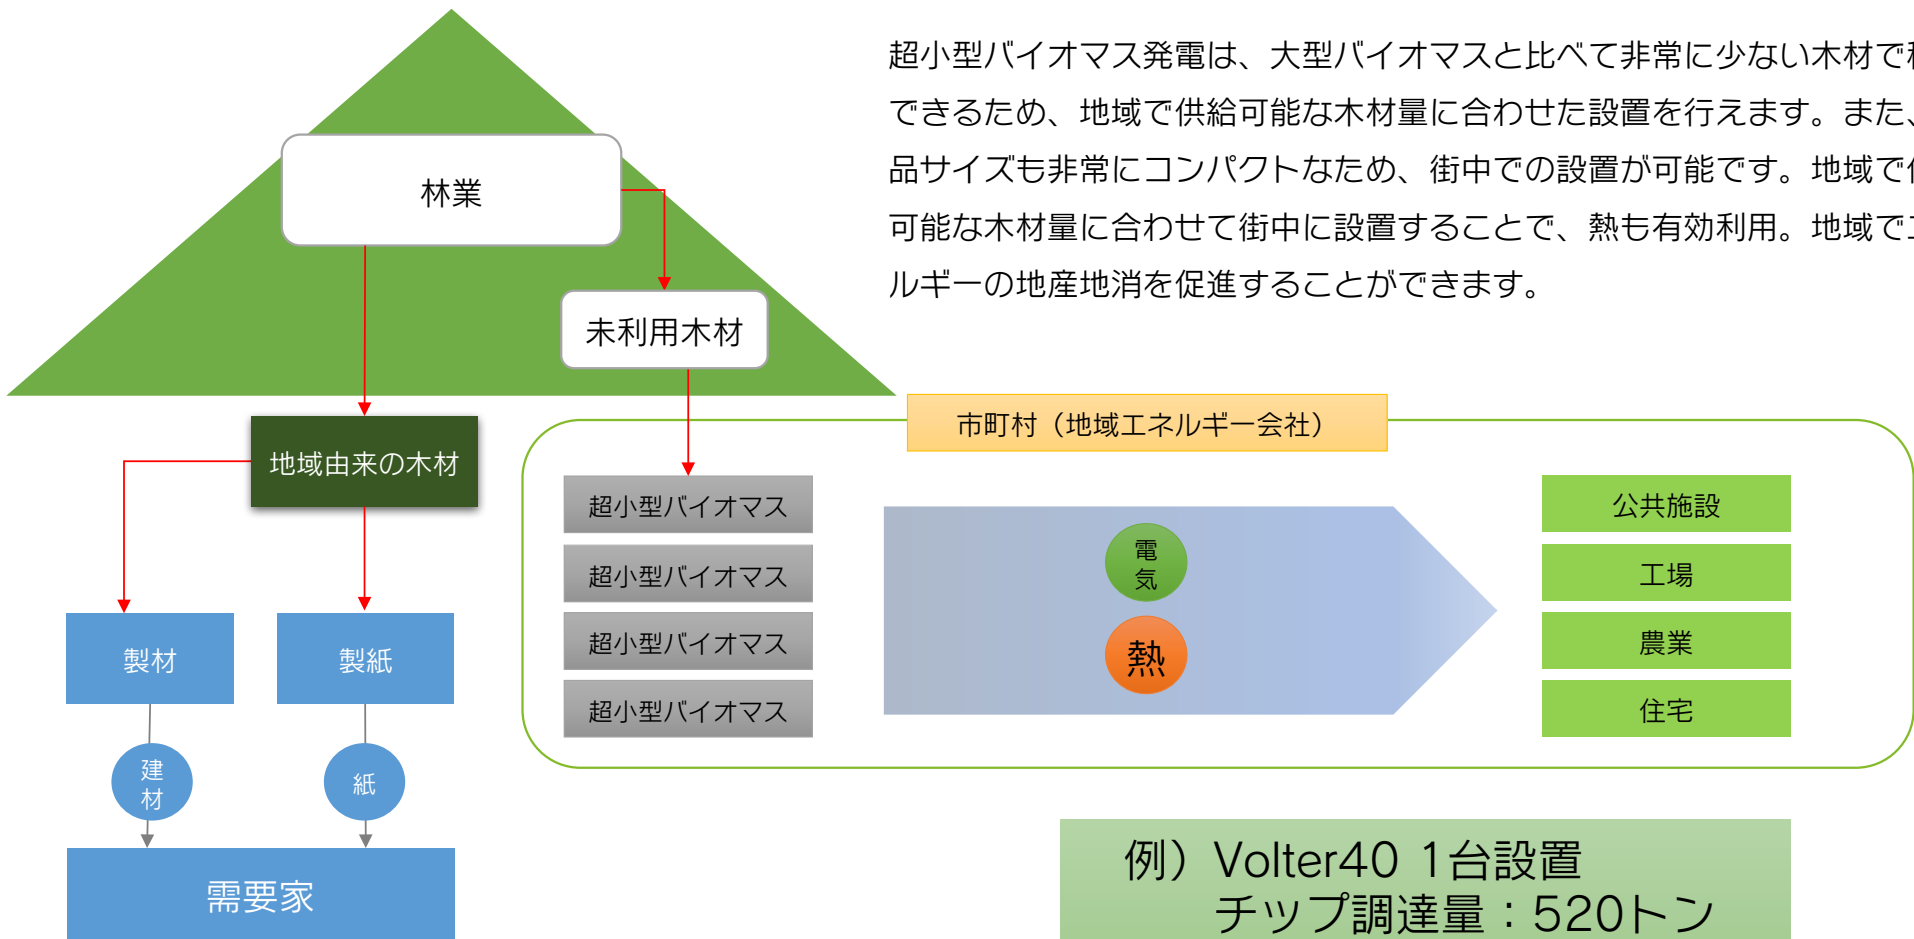 超小型バイオマス発電は、大型バイオマスと比べて非常に少ない木材で
できるため、地域で供給可能な木材量に合わせた設置を行えます。また、
品サイズも非常にコンパクトなため、街中での設置が可能です。地域で
可能な木材量に合わせて街中に設置することで、熱も有効利用。地域で
ルギーの地産地消を促進することができます。
林業
未利用木材
市町村（地域エネルギー会社）
地域由来の木材
超小型バイオマス
超小型バイオマス
超小型バイオマス
超小型バイオマス
電
気
熱
公共施設
工場
農業
住宅
製材
製紙
建
材
紙
需要家
例）Volter40 1台設置
チップ調達量：520トン